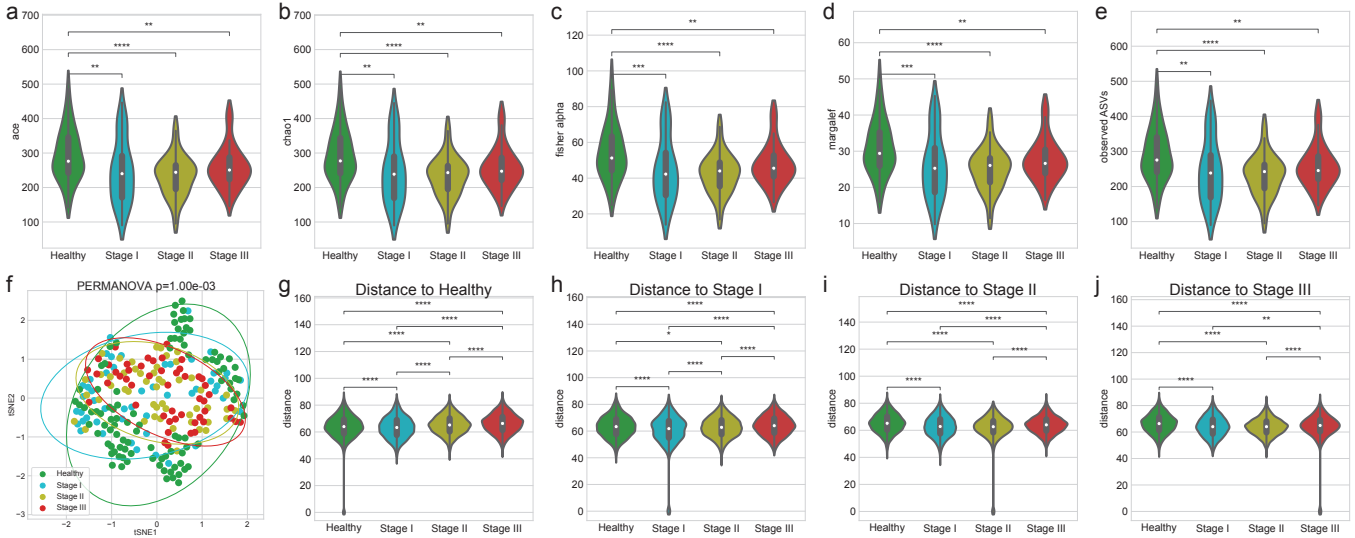 a
700
600
500
400
300
200
100
ace
**
****
**
Healthy
Stage I
Stage II
Stage III
b
700
600
500
400
300
200
100
chao1
**
****
**
Healthy
Stage I
Stage II
Stage III
c
120
100
80
60
40
20
fisher alpha
**
****
***
Healthy
Stage I
Stage II
Stage III
d
60
50
40
30
20
10
margalef
**
****
***
Healthy
Stage I
Stage II
Stage III
e
600
500
400
300
200
100
0
observed ASVs
**
****
**
Healthy
Stage I
Stage II
Stage III
f
PERMANOVA p=1.00e-03
2
1
0
−1
−2
−3
tSNE2
Healthy
Stage I
Stage II
Stage III
−2
−1
0
1
2
tSNE1
g
Distance to Healthy
160
140
120
100
80
60
40
20
0
distance
****
****
****
****
****
****
Healthy
Stage I
Stage II
Stage III
h
Distance to Stage I
160
140
120
100
80
60
40
20
0
distance
****
****
*
****
****
****
Healthy
Stage I
Stage II
Stage III
i
Distance to Stage II
140
120
100
80
60
40
20
0
distance
****
****
****
****
****
Healthy
Stage I
Stage II
Stage III
j
Distance to Stage III
140
120
100
80
60
40
20
0
distance
****
**
****
****
****
Healthy
Stage I
Stage II
Stage III